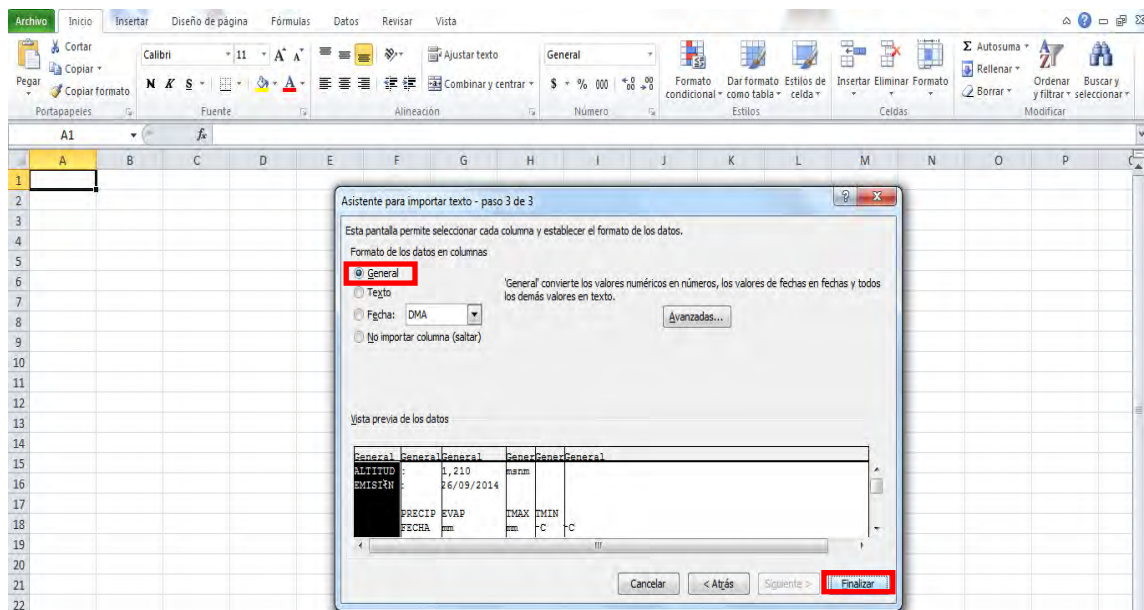 Archivo Inicio Insertar Diseño de página Fórmulas Datos Revisar Vista
Pegar
Cortar
Copiar
Copiar formato
Portapapeles
Calibri 11
N K S
Fuente
Ajustar texto
Combinar y centrar
Alineación
General
$ % 000
Número
Formato condicional
Dar formato como tabla
Estilos de celda
Estilos
Insertar Eliminar Formato
Celdas
Σ Autosuma
Rellenar
Borrar
Ordenar y filtrar
Buscar y seleccionar
Modificar
A1 fx
A B C D E F G H I J K L M N O P
1
2
3
4
5
6
7
8
9
10
11
12
13
14
15
16
17
18
19
20
21
22
Asistente para importar texto - paso 3 de 3
Esta pantalla permite seleccionar cada columna y establecer el formato de los datos.
Formato de los datos en columnas
General
Texto
Fecha: DMA
No importar columna (saltar)
'General' convierte los valores numéricos en números, los valores de fechas en fechas y todos
los demás valores en texto.
Avanzadas...
Vista previa de los datos
General General General General General General
ALTITUD : 1,210 msnm
: 26/09/2014
PRECIP EVAP TMAX TMIN
FECHA mm mm
Cancelar < Atrás Siguiente > Finalizar